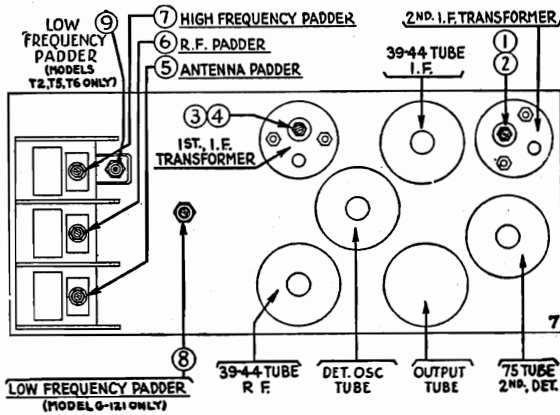 ⑨
LOW
FREQUENCY
PADDER
(MODELS
T2,T5,T6 ONLY)
⑦ HIGH FREQUENCY PADDER
⑥ R.F. PADDER
⑤ ANTENNA PADDER
2ND. I.F. TRANSFORMER
39-44 TUBE
I.F.
①
②
③ ④
1ST., I.F.
TRANSFORMER
7
⑧
LOW FREQUENCY PADDER
(MODEL G-121 ONLY)
39-44 TUBE
R F.
DET. OSC
TUBE
OUTPUT
TUBE
75 TUBE
2ND, DET.